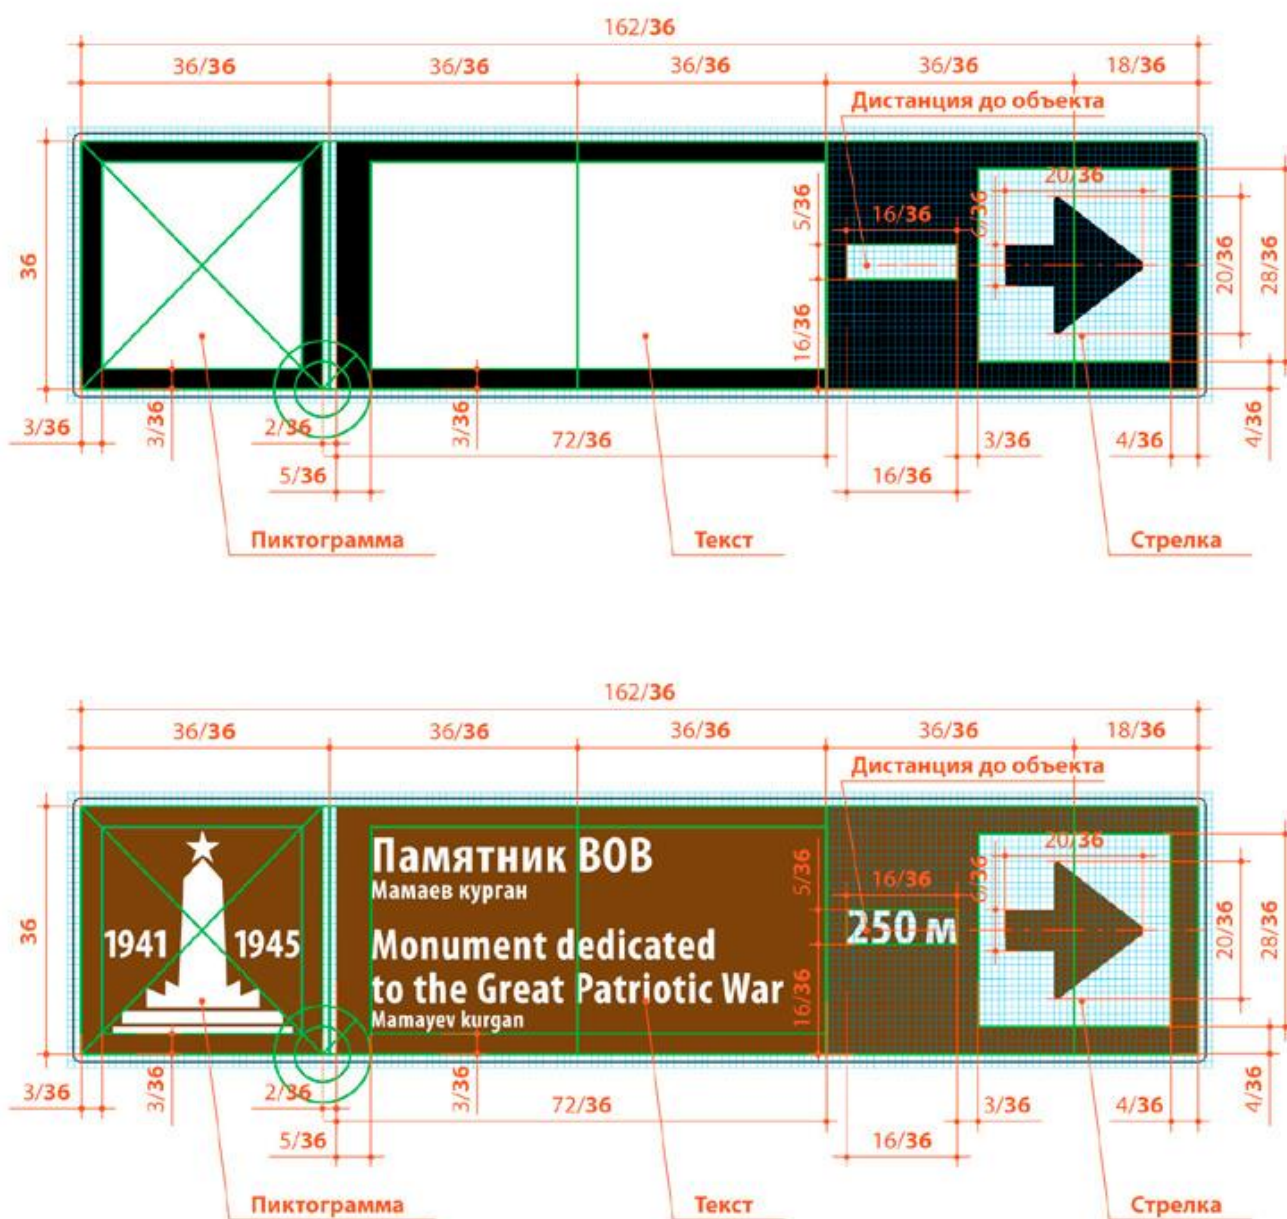 162/36
36/36 36/36 36/36 36/36 18/36
Дистанция до объекта
20/36
5/36 16/36 6/36
36 20/36 28/36
16/36
3/36 3/36 2/36 3/36 72/36 3/36 4/36 4/36
5/36 16/36
Пиктограмма Текст Стрелка
162/36
36/36 36/36 36/36 36/36 18/36
Дистанция до объекта
20/36
Памятник ВОВ
Мамаев курган
5/36 16/36 6/36
36 1941 1945 250 м 20/36 28/36
Monument dedicated
to the Great Patriotic War
Mamayev kurgan
16/36
3/36 3/36 2/36 3/36 72/36 3/36 4/36 4/36
5/36 16/36
Пиктограмма Текст Стрелка